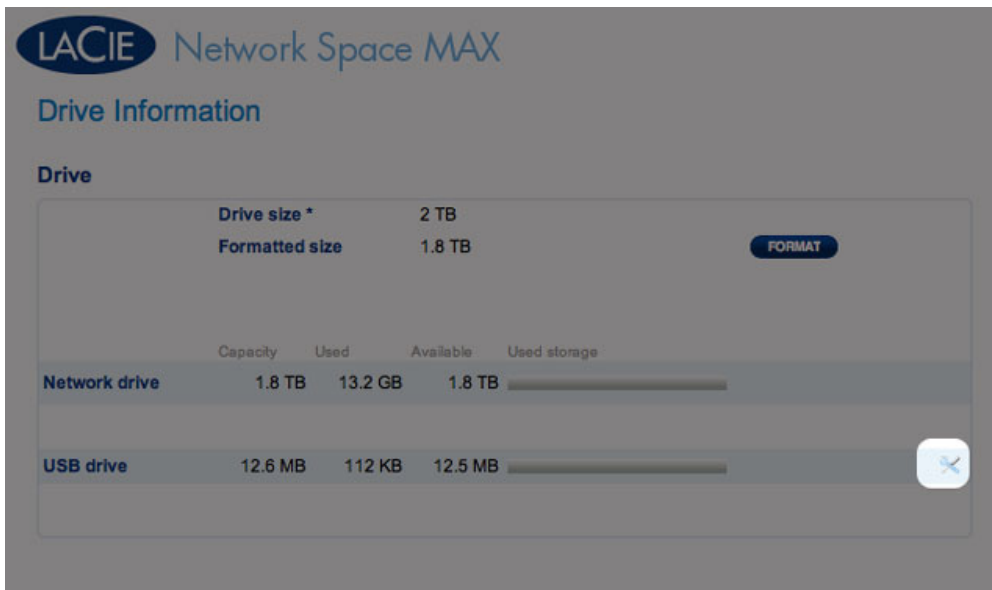 LACIE Network Space MAX
Drive Information
Drive
Drive size * 2 TB
Formatted size 1.8 TB FORMAT
Capacity Used Available Used storage
Network drive 1.8 TB 13.2 GB 1.8 TB
USB drive 12.6 MB 112 KB 12.5 MB